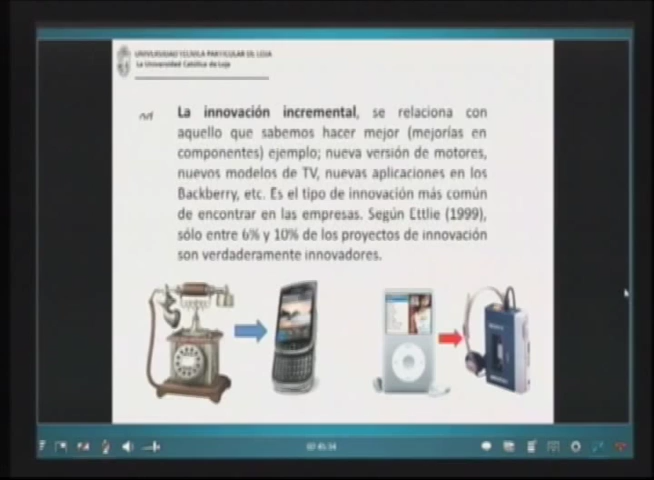 UNIVERSIDAD TÉCNICA PARTICULAR DE LOJA
La Universidad Católica de Loja
La innovación incremental, se relaciona con
aquello que sabemos hacer mejor (mejorías en
componentes) ejemplo; nueva versión de motores,
nuevos modelos de TV, nuevas aplicaciones en los
Backberry, etc. Es el tipo de innovación más común
de encontrar en las empresas. Según Ettlie (1999),
sólo entre 6% y 10% de los proyectos de innovación
son verdaderamente innovadores.